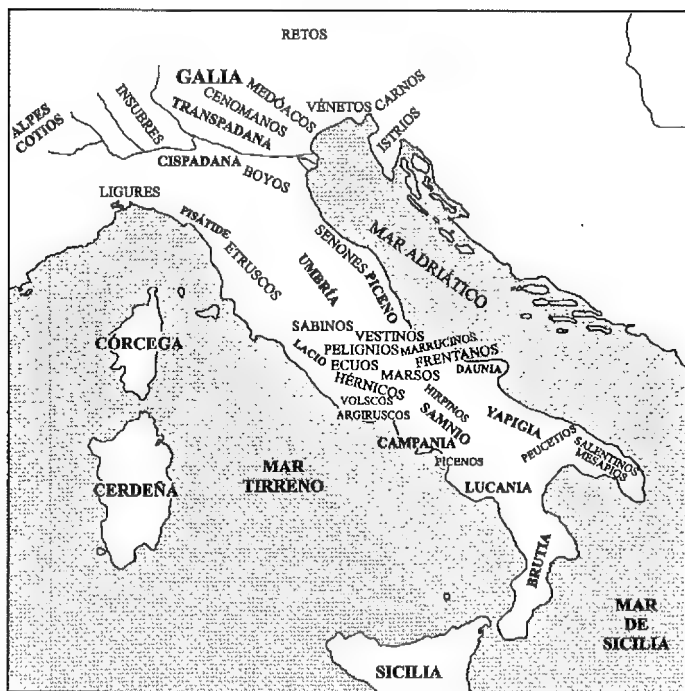 RETOS
GALIA
MEDÓACOS
CENOMANOS
TRANSPADANA
VÉNETOS
CARNOS
ISTRIOS
ALPES
COTIOS
INSUBRES
CISPADANA
BOYOS
LIGURES
PISÁTIDE
ETRUSCOS
SENONES
PICENO
UMBRÍA
MAR ADRIÁTICO
SABINOS
VESTINOS
LACIO
PELIGNIOS
MARRUCINOS
ECUOS
FRENTANOS
MARSOS
DAUNIA
HÉRNICOS
HIRPINOS
VOLSCOS
ARGIRUSCOS
SAMNIO
YAPIGIA
CÓRCEGA
CAMPANIA
PEUCETIOS
SALENTINOS
MESAPIOS
PICENOS
MAR
TIRRENO
CERDEÑA
LUCANIA
BRUTIA
MAR
DE
SICILIA
SICILIA